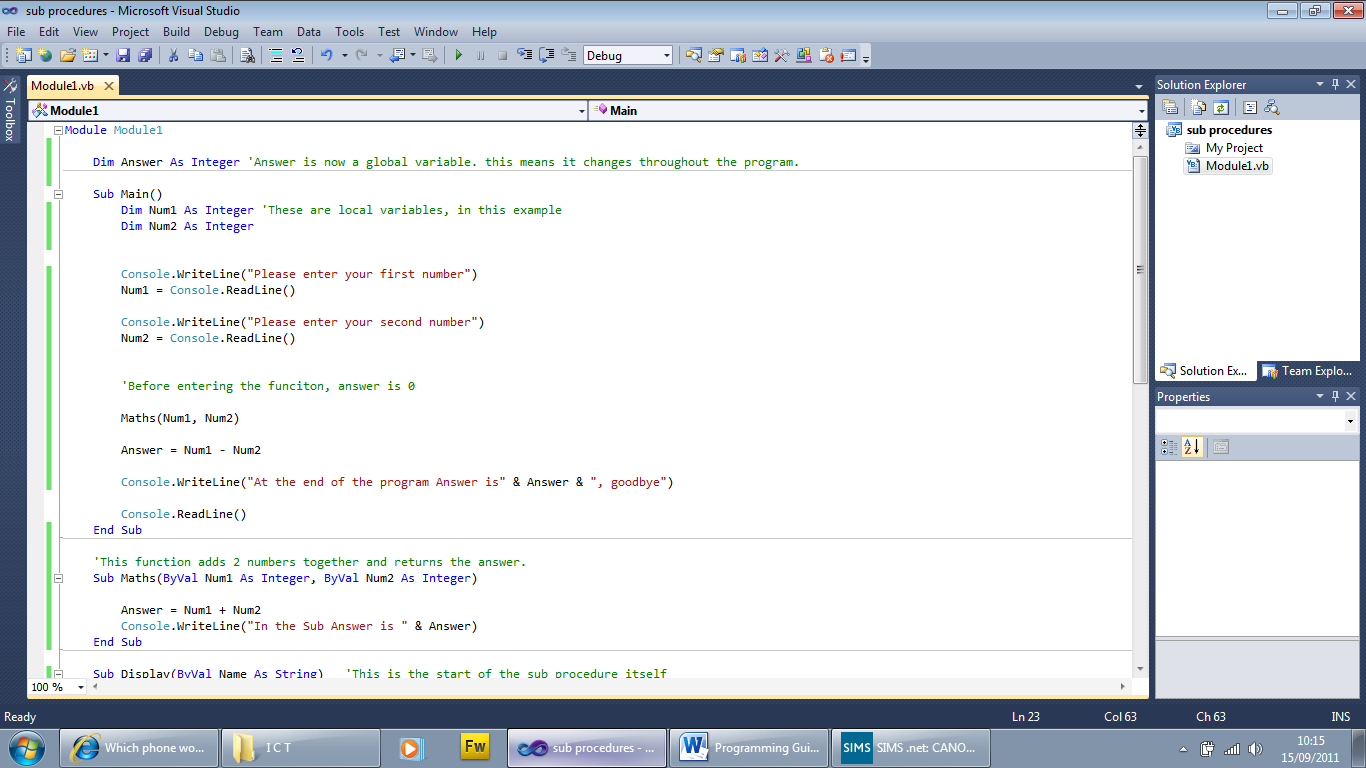 sub procedures - Microsoft Visual Studio
File Edit View Project Build Debug Team Data Tools Test Window Help
Debug
Toolbox
Module1.vb
Module1 Main
Module Module1
Dim Answer As Integer 'Answer is now a global variable. this means it changes throughout the program.
Sub Main()
Dim Num1 As Integer 'These are local variables, in this example
Dim Num2 As Integer
Console.WriteLine("Please enter your first number")
Num1 = Console.ReadLine()
Console.WriteLine("Please enter your second number")
Num2 = Console.ReadLine()
'Before entering the funciton, answer is 0
Maths(Num1, Num2)
Answer = Num1 - Num2
Console.WriteLine("At the end of the program Answer is" & Answer & ", goodbye")
Console.ReadLine()
End Sub
'This function adds 2 numbers together and returns the answer.
Sub Maths(ByVal Num1 As Integer, ByVal Num2 As Integer)
Answer = Num1 + Num2
Console.WriteLine("In the Sub Answer is " & Answer)
End Sub
Sub Display(ByVal Name As String) 'This is the start of the sub procedure itself
100 %
Solution Explorer
sub procedures
My Project
Module1.vb
Solution Ex... Team Explo...
Properties
Ready Ln 23 Col 63 Ch 63 INS
Which phone wo... I C T Fw sub procedures - ... Programming Gui... SIMS SIMS .net: CANO...
10:15
15/09/2011